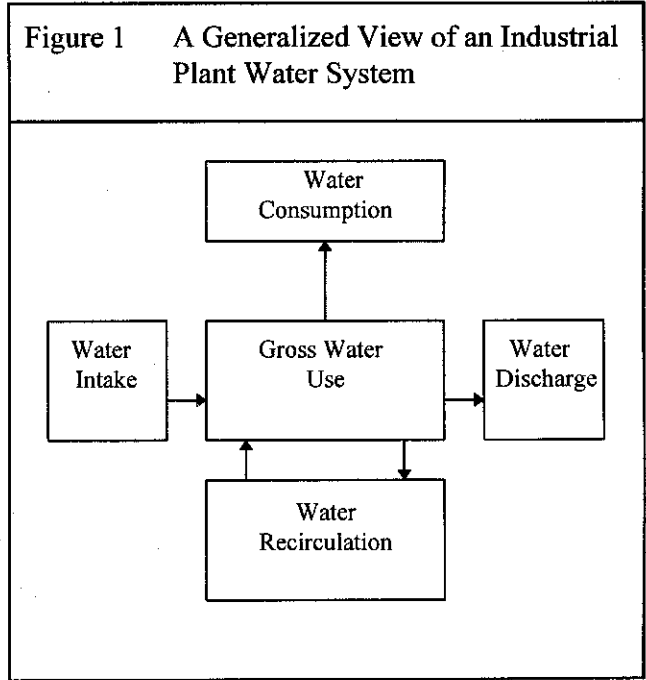 Figure 1 A Generalized View of an Industrial
Plant Water System
Water
Consumption
Water
Intake
Gross Water
Use
Water
Discharge
Water
Recirculation